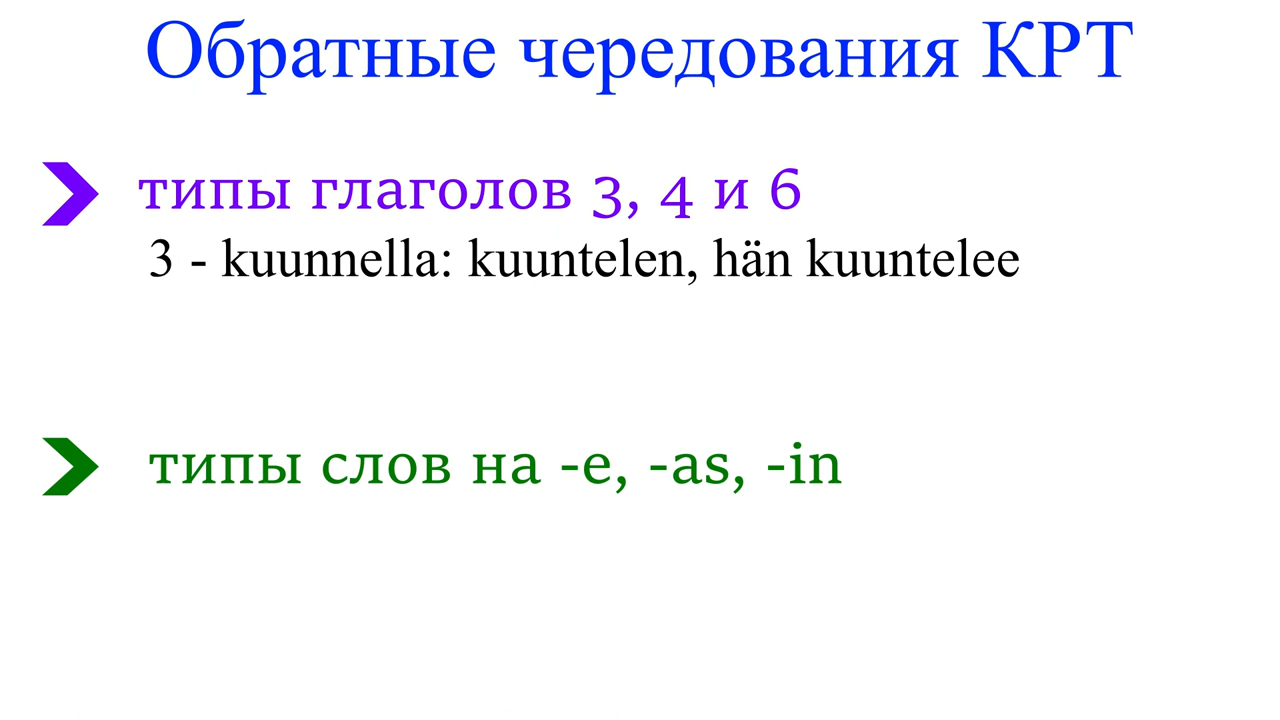 Обратные чередования КРТ
типы глаголов 3, 4 и 6
3 - kuunnella: kuuntelen, hän kuuntelee
типы слов на -e, -as, -in